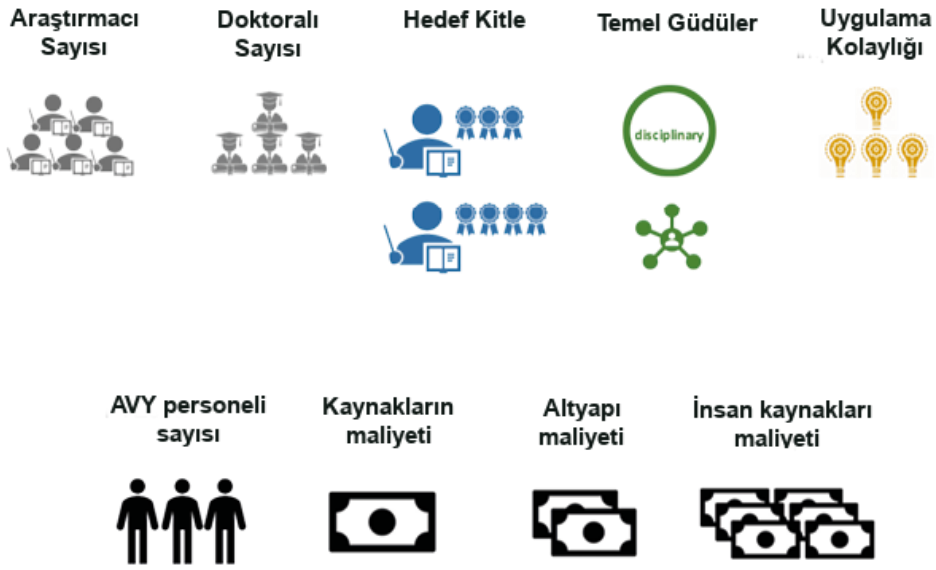 Araştırmacı
Sayısı
Doktoralı
Sayısı
Hedef Kitle
Temel Güdüler
Uygulama
Kolaylığı
disciplinary
AVY personeli
sayısı
Kaynakların
maliyeti
Altyapı
maliyeti
İnsan kaynakları
maliyeti